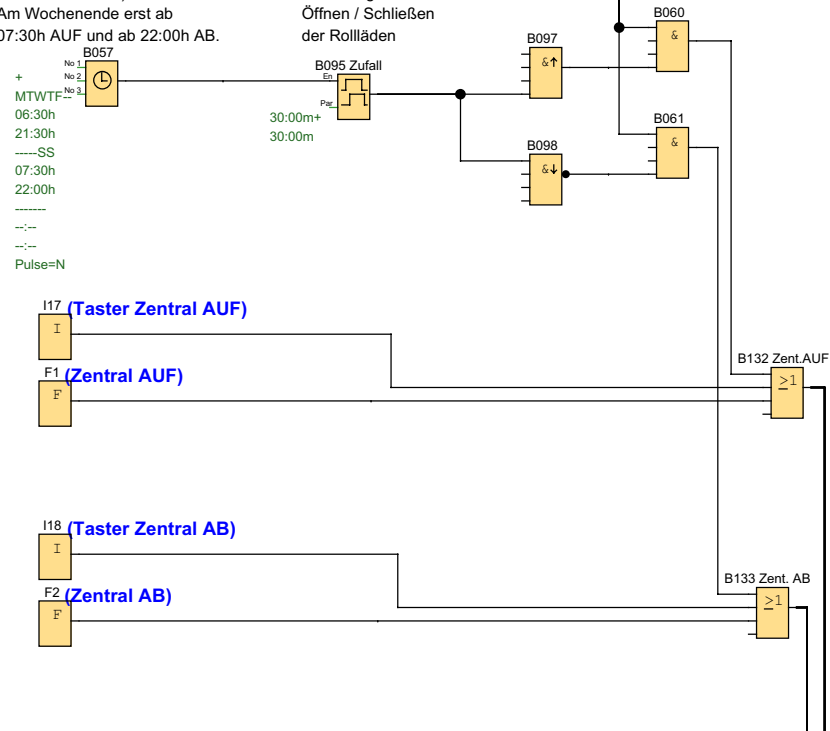 Am Wochenende erst ab
07:30h AUF und ab 22:00h AB.
Öffnen / Schließen
der Rollläden
B057
No 1
No 2
No 3
+
MTWTF--
06:30h
21:30h
-----SS
07:30h
22:00h
-------
--:--
--:--
Pulse=N
B095 Zufall
En
Par
30:00m+
30:00m
B097
&↑
B098
&↓
B060
&
B061
&
I17 (Taster Zentral AUF)
I
F1 (Zentral AUF)
F
B132 Zent.AUF
≥1
I18 (Taster Zentral AB)
I
F2 (Zentral AB)
F
B133 Zent. AB
≥1